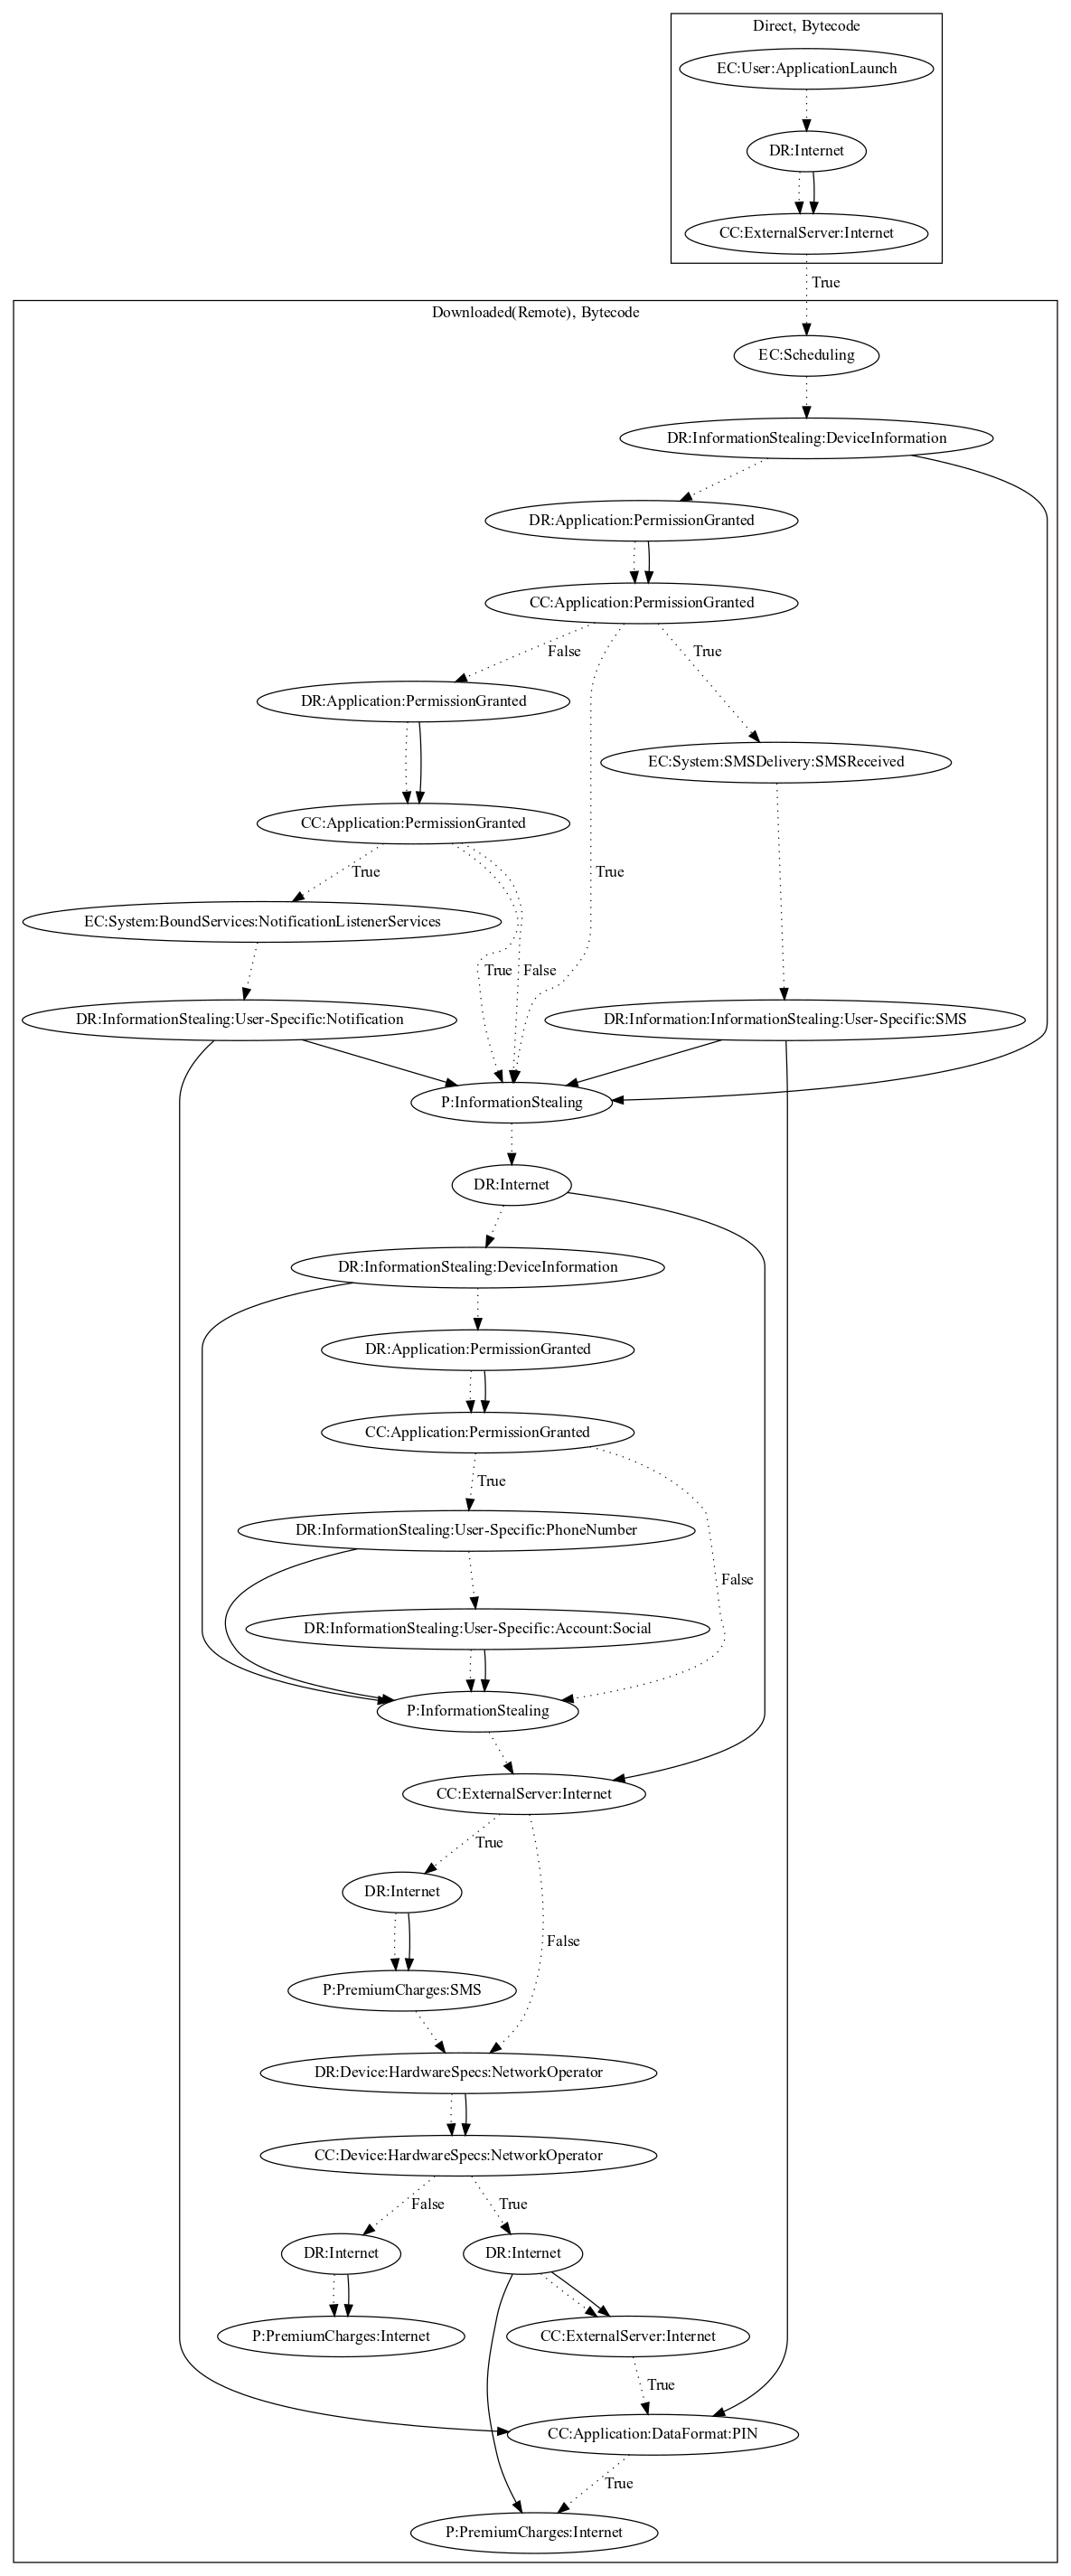 Direct, Bytecode
EC:User:ApplicationLaunch
DR:Internet
CC:ExternalServer:Internet
True
Downloaded(Remote), Bytecode
EC:Scheduling
DR:InformationStealing:DeviceInformation
DR:Application:PermissionGranted
CC:Application:PermissionGranted
False
True
DR:Application:PermissionGranted
EC:System:SMSDelivery:SMSReceived
CC:Application:PermissionGranted
True
True
EC:System:BoundServices:NotificationListenerServices
True
False
DR:InformationStealing:User-Specific:Notification
DR:Information:InformationStealing:User-Specific:SMS
P:InformationStealing
DR:Internet
DR:InformationStealing:DeviceInformation
DR:Application:PermissionGranted
CC:Application:PermissionGranted
True
DR:InformationStealing:User-Specific:PhoneNumber
False
DR:InformationStealing:User-Specific:Account:Social
P:InformationStealing
CC:ExternalServer:Internet
True
DR:Internet
False
P:PremiumCharges:SMS
DR:Device:HardwareSpecs:NetworkOperator
CC:Device:HardwareSpecs:NetworkOperator
False
True
DR:Internet
DR:Internet
P:PremiumCharges:Internet
CC:ExternalServer:Internet
True
CC:Application:DataFormat:PIN
True
P:PremiumCharges:Internet